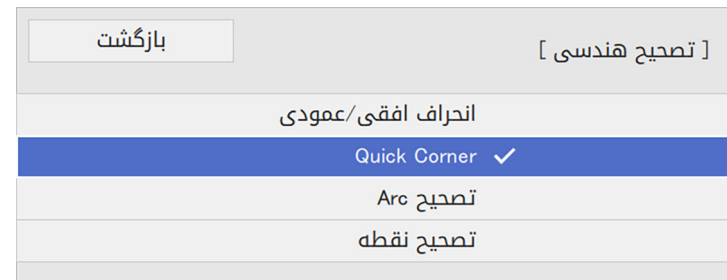 بازگشت
[ تصحیح هندسی ]
انحراف افقی/عمودی
Quick Corner
تصحیح Arc
تصحیح نقطه